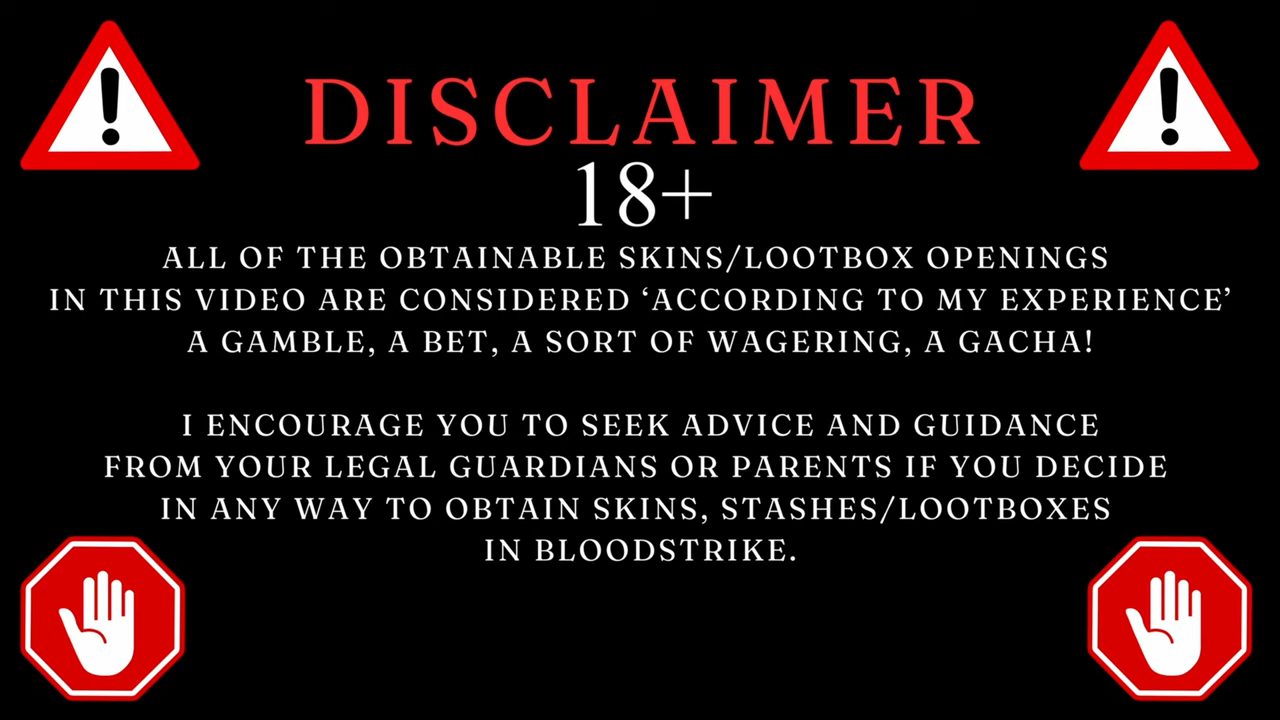 DISCLAIMER
18+
ALL OF THE OBTAINABLE SKINS/LOOTBOX OPENINGS
IN THIS VIDEO ARE CONSIDERED ‘ACCORDING TO MY EXPERIENCE’
A GAMBLE, A BET, A SORT OF WAGERING, A GACHA!
I ENCOURAGE YOU TO SEEK ADVICE AND GUIDANCE
FROM YOUR LEGAL GUARDIANS OR PARENTS IF YOU DECIDE
IN ANY WAY TO OBTAIN SKINS, STASHES/LOOTBOXES
IN BLOODSTRIKE.